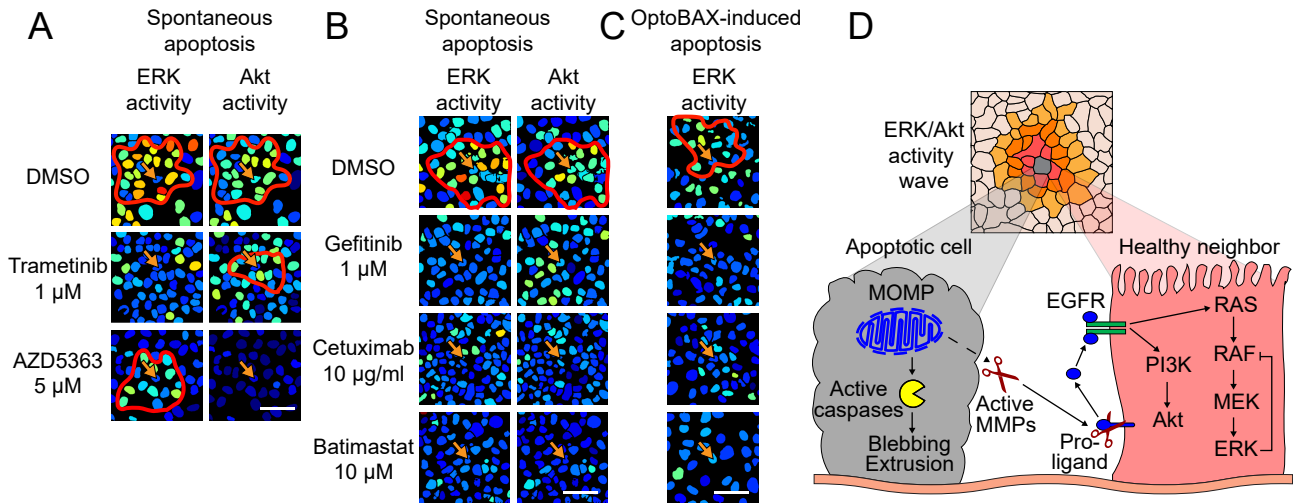 A
Spontaneous
apoptosis
ERK
activity
Akt
activity
DMSO
Trametinib
1 µM
AZD5363
5 µM
B
Spontaneous
apoptosis
ERK
activity
Akt
activity
DMSO
Gefitinib
1 µM
Cetuximab
10 µg/ml
Batimastat
10 µM
C
OptoBAX-induced
apoptosis
ERK
activity
D
ERK/Akt
activity
wave
Apoptotic cell
Healthy neighbor
MOMP
Active
caspases
Blebbing
Extrusion
Active
MMPs
EGFR
Pro-
ligand
PI3K
Akt
RAS
RAF
MEK
ERK